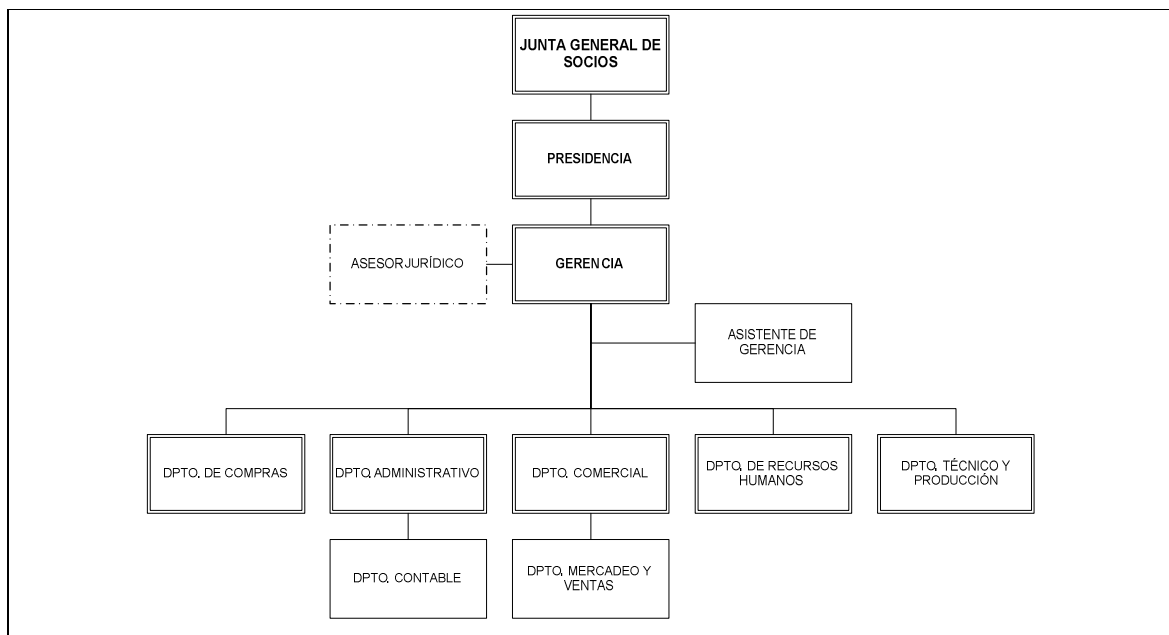 JUNTA GENERAL DE
SOCIOS
PRESIDENCIA
ASESOR JURÍDICO
GERENCIA
ASISTENTE DE
GERENCIA
DPTO. DE COMPRAS
DPTO. ADMINISTRATIVO
DPTO. COMERCIAL
DPTO. DE RECURSOS
HUMANOS
DPTO. TÉCNICO Y
PRODUCCIÓN
DPTO. CONTABLE
DPTO. MERCADEO Y
VENTAS